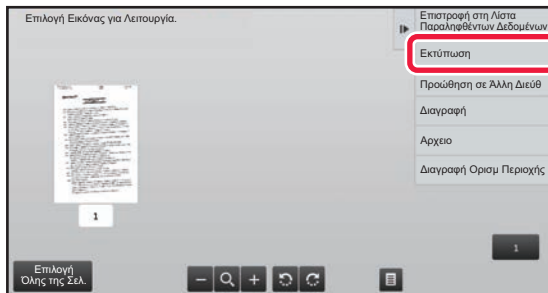 Επιλογή Εικόνας για Λειτουργία.
Επιστροφή στη Λίστα
Παραληφθέντων Δεδομένων
Εκτύπωση
Προώθηση σε Άλλη Διεύθ
Διαγραφή
Αρχειο
Διαγραφή Ορισμ Περιοχής
1
1
Επιλογή
Όλης της Σελ.